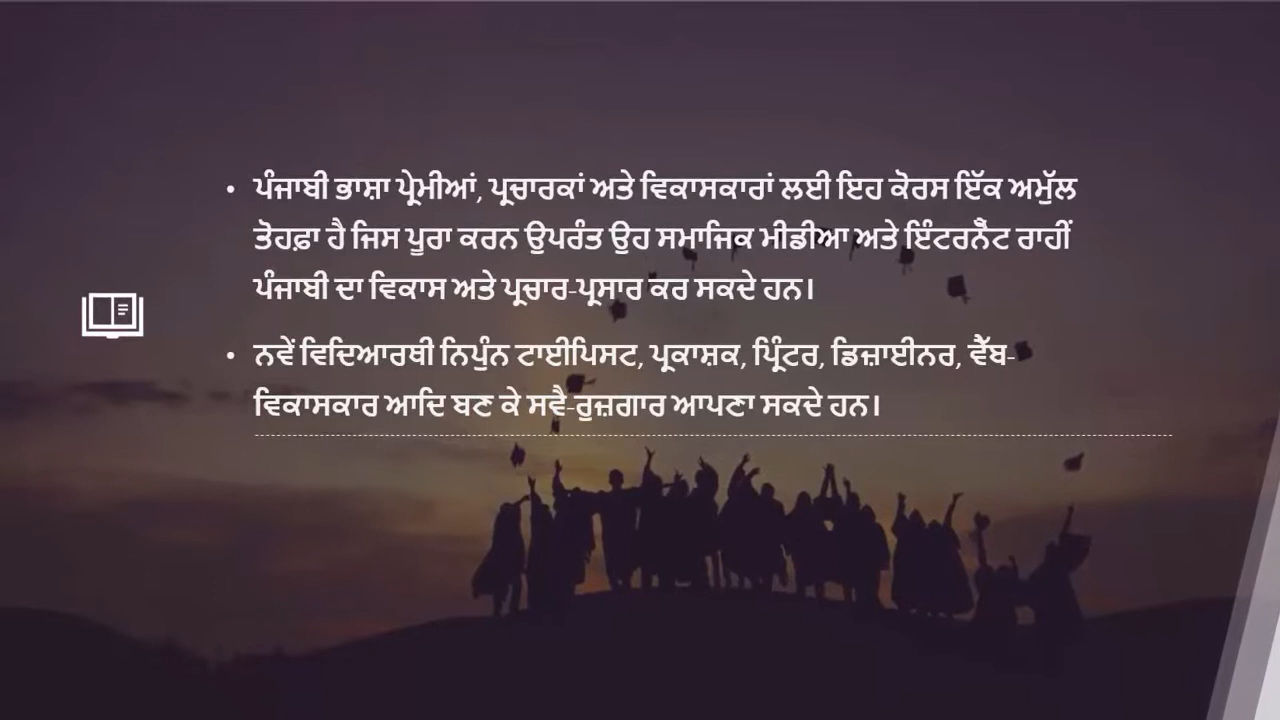 • ਪੰਜਾਬੀ ਭਾਸ਼ਾ ਪ੍ਰੇਮੀਆਂ, ਪ੍ਰਚਾਰਕਾਂ ਅਤੇ ਵਿਕਾਸਕਾਰਾਂ ਲਈ ਇਹ ਕੋਰਸ ਇੱਕ ਅਮੁੱਲ
ਤੋਹਫ਼ਾ ਹੈ ਜਿਸ ਪੂਰਾ ਕਰਨ ਉਪਰੰਤ ਉਹ ਸਮਾਜਿਕ ਮੀਡੀਆ ਅਤੇ ਇੰਟਰਨੈੱਟ ਰਾਹੀਂ
ਪੰਜਾਬੀ ਦਾ ਵਿਕਾਸ ਅਤੇ ਪ੍ਰਚਾਰ-ਪ੍ਰਸਾਰ ਕਰ ਸਕਦੇ ਹਨ।
• ਨਵੇਂ ਵਿਦਿਆਰਥੀ ਨਿਪੁੰਨ ਟਾਈਪਿਸਟ, ਪ੍ਰਕਾਸ਼ਕ, ਪ੍ਰਿੰਟਰ, ਡਿਜ਼ਾਈਨਰ, ਵੈੱਬ-
ਵਿਕਾਸਕਾਰ ਆਦਿ ਬਣ ਕੇ ਸਵੈ-ਰੁਜ਼ਗਾਰ ਆਪਣਾ ਸਕਦੇ ਹਨ।